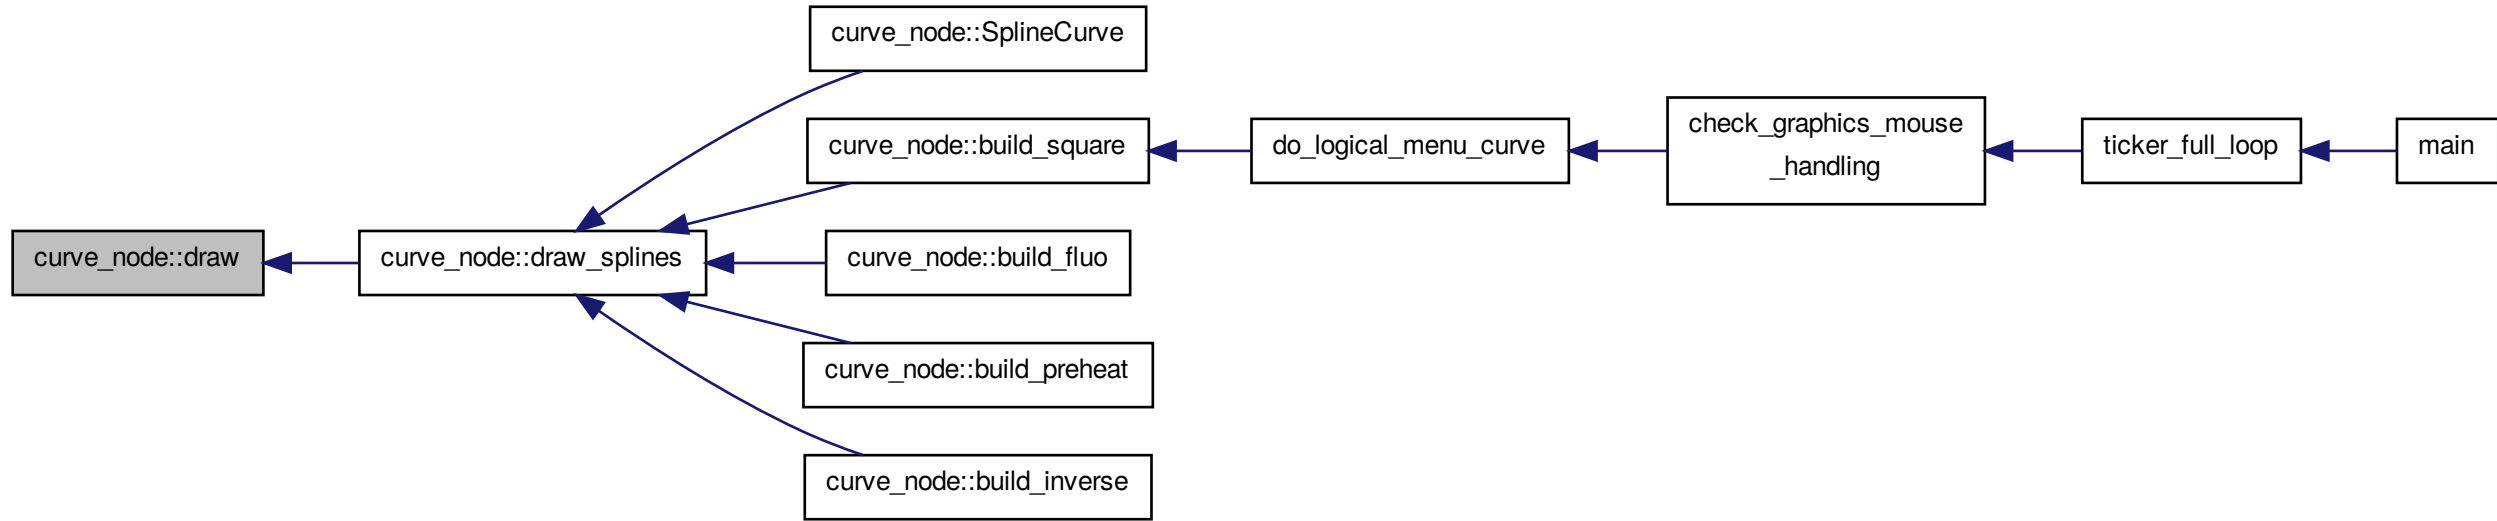 curve_node::SplineCurve
check_graphics_mouse
_handling
curve_node::build_square
do_logical_menu_curve
ticker_full_loop
main
curve_node::draw
curve_node::draw_splines
curve_node::build_fluo
curve_node::build_preheat
curve_node::build_inverse